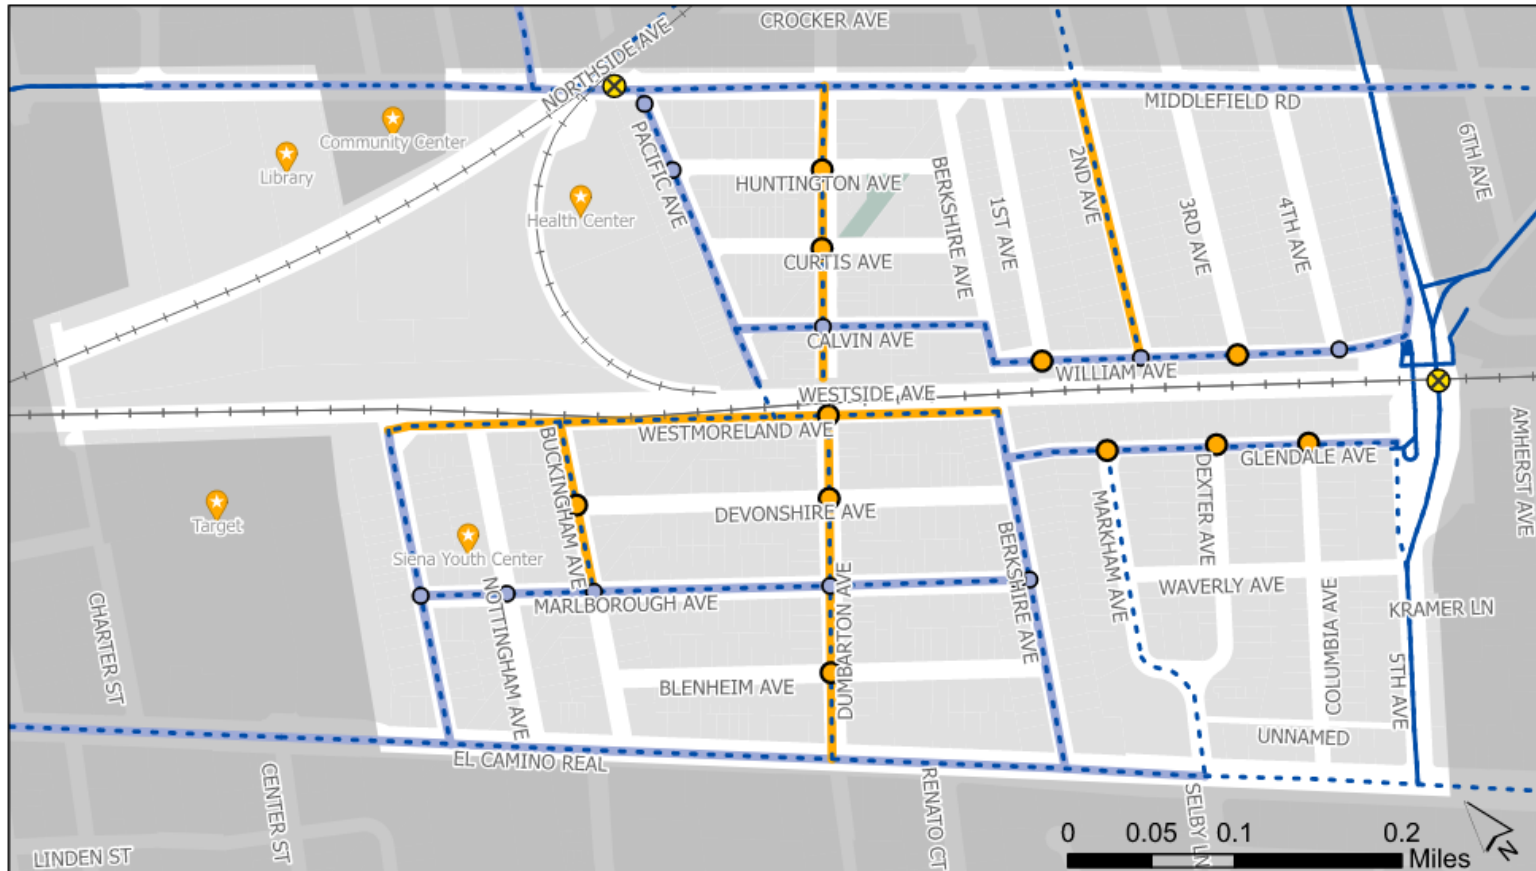 CROCKER AVE
NORTHSIDE AVE
MIDDLEFIELD RD
6TH AVE
Community Center
Library
PACIFIC AVE
Health Center
HUNTINGTON AVE
BERKSHIRE AVE
1ST AVE
2ND AVE
3RD AVE
4TH AVE
CURTIS AVE
CALVIN AVE
WILLIAM AVE
WESTSIDE AVE
WESTMORELAND AVE
BUCKINGHAM AVE
GLENDALE AVE
AMHERST AVE
DEXTER AVE
MARKHAM AVE
Target
DEVONSHIRE AVE
Siena Youth Center
BERKSHIRE AVE
WAVERLY AVE
COLUMBIA AVE
KRAMER LN
CHARTER ST
NOTTINGHAM AVE
MARLBOROUGH AVE
DUMBARTON AVE
5TH AVE
BLENHEIM AVE
UNNAMED
EL CAMINO REAL
CENTER ST
RENATO CT
SELBY LN
LINDEN ST
0 0.05 0.1 0.2
Miles
N